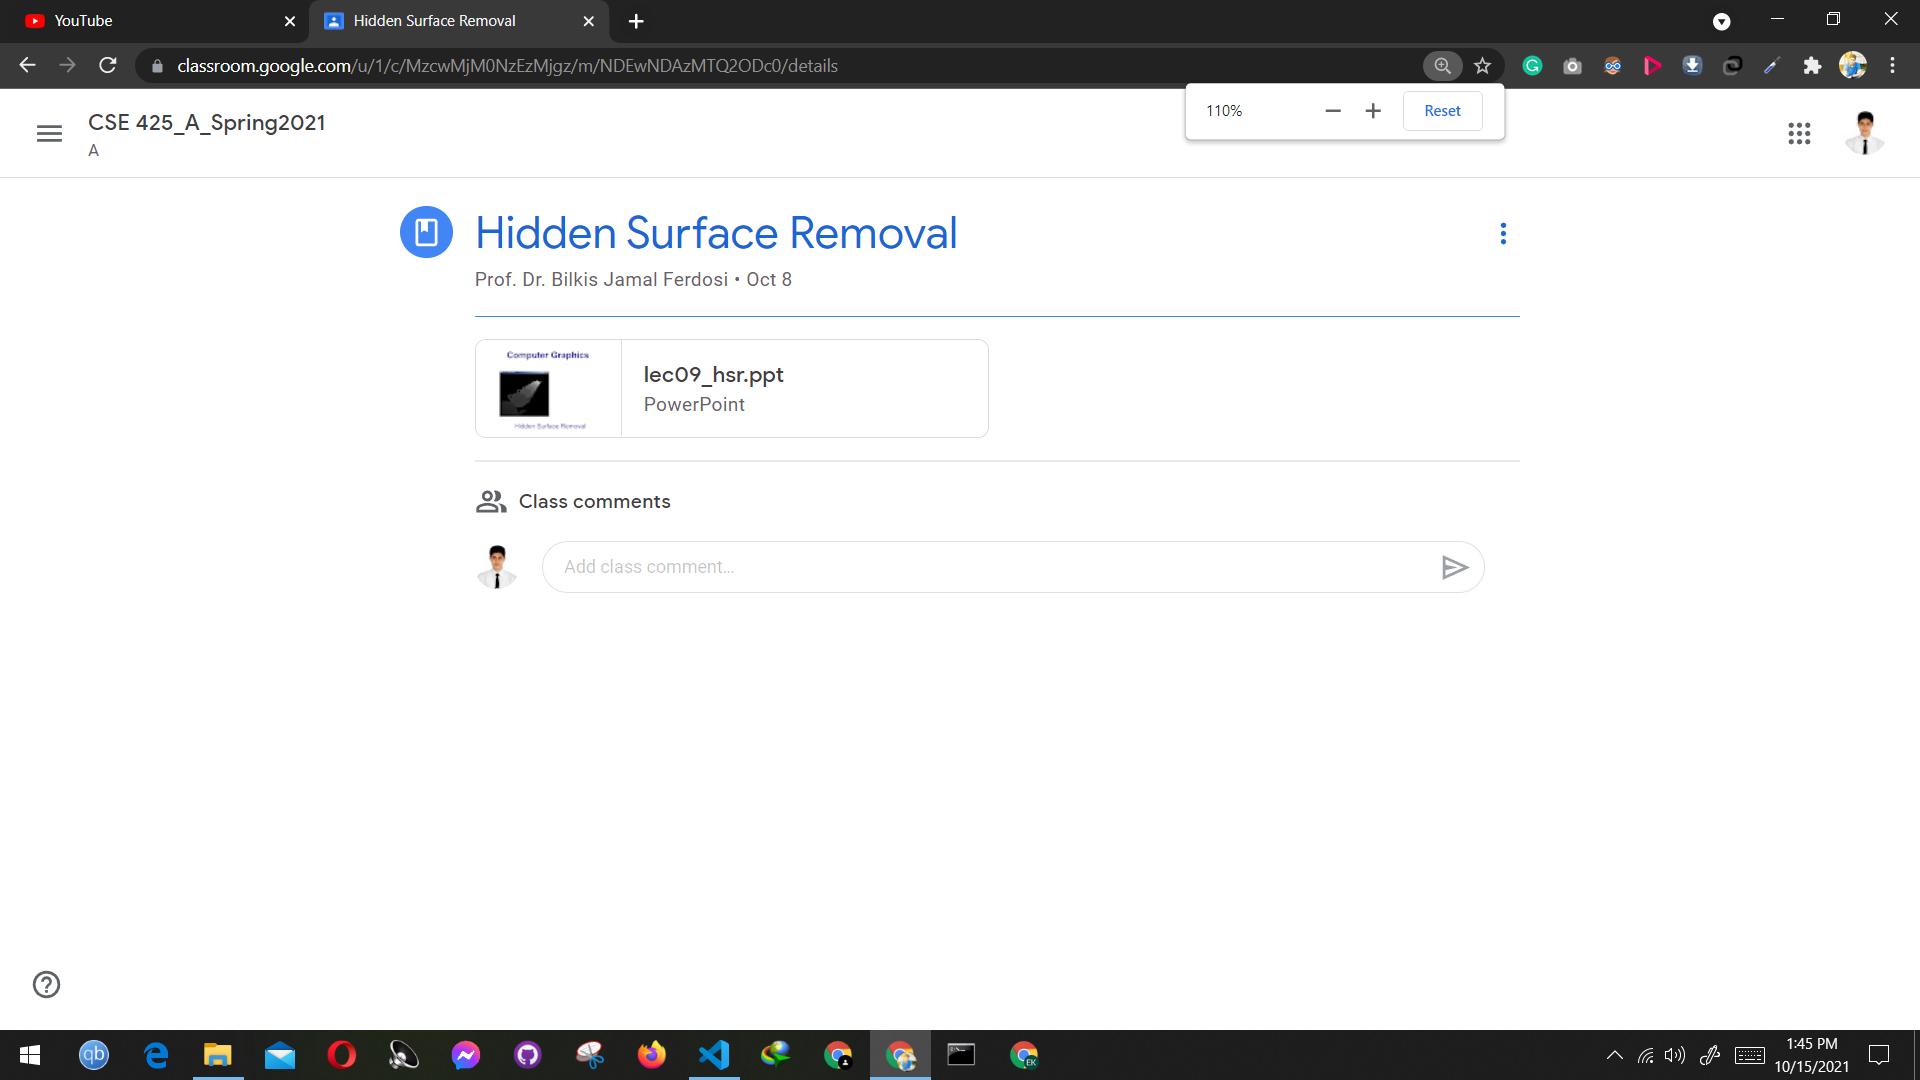 YouTube
Hidden Surface Removal
classroom.google.com/u/1/c/MzcwMjM0NzEzMjgz/m/NDEwNDAzMTQ2ODc0/details
110%
Reset
CSE 425_A_Spring2021
A
Hidden Surface Removal
Prof. Dr. Bilkis Jamal Ferdosi • Oct 8
Computer Graphics
Hidden Surface Removal
lec09_hsr.ppt
PowerPoint
Class comments
Add class comment...
qb
EK
1:45 PM
10/15/2021